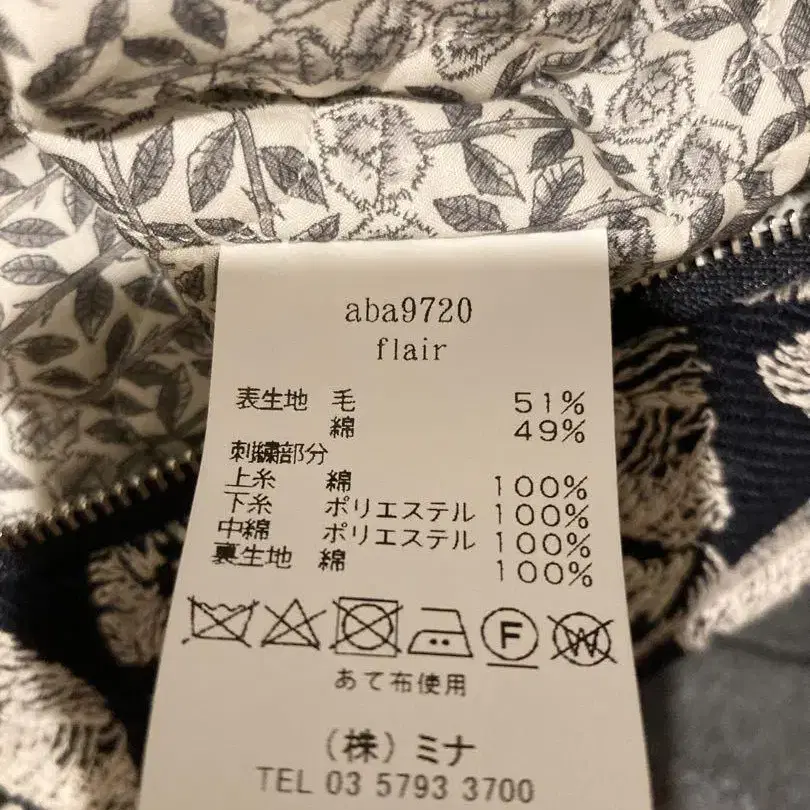 aba9720
flair
表生地 毛 51%
綿 49%
刺繍部分
上糸 綿 100%
下糸 ポリエステル 100%
中綿 ポリエステル 100%
裏生地 綿 100%
F W
あて布使用
(株)ミナ
TEL 03 5793 3700